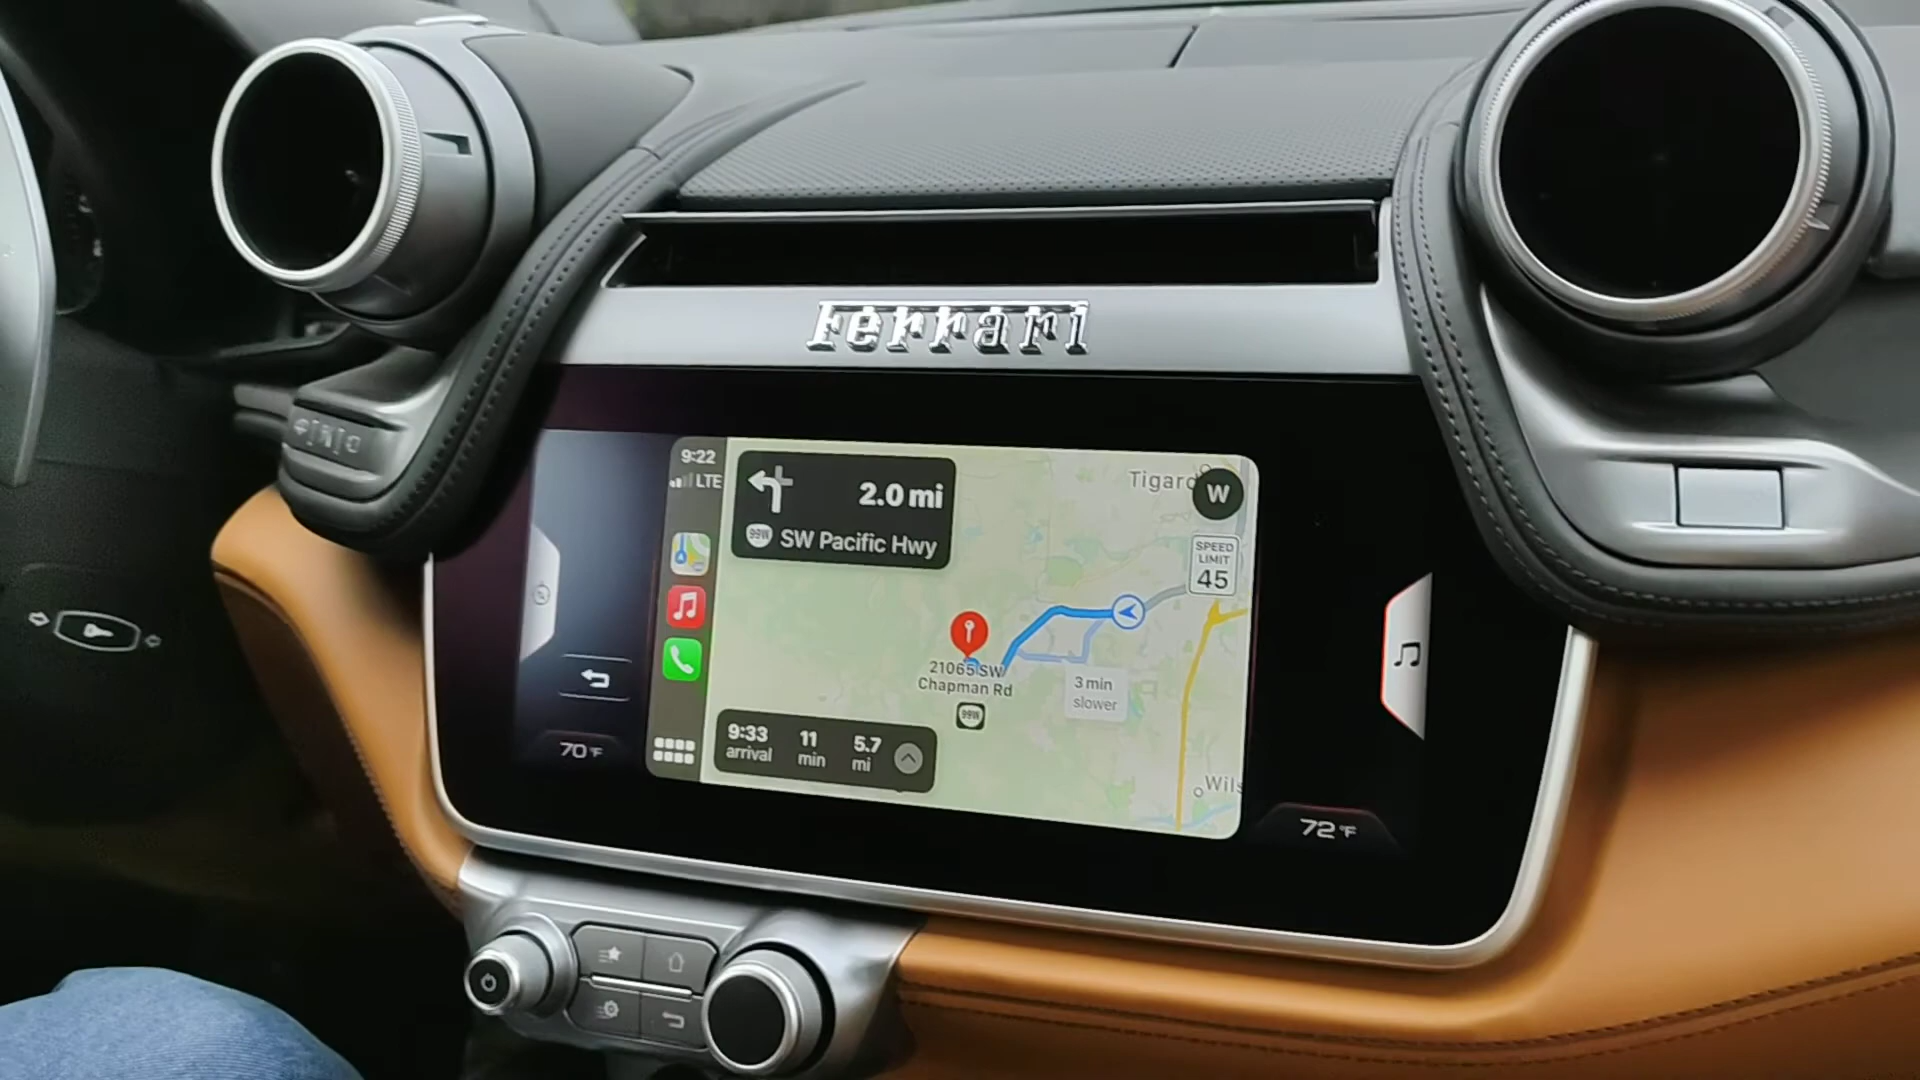 Ferrari
9:22
LTE
2.0 mi
99W SW Pacific Hwy
Tigard
W
SPEED
LIMIT
45
21065 SW
Chapman Rd
99W
3 min
slower
9:33 11 5.7
arrival min mi
Wils
70°F
72°F